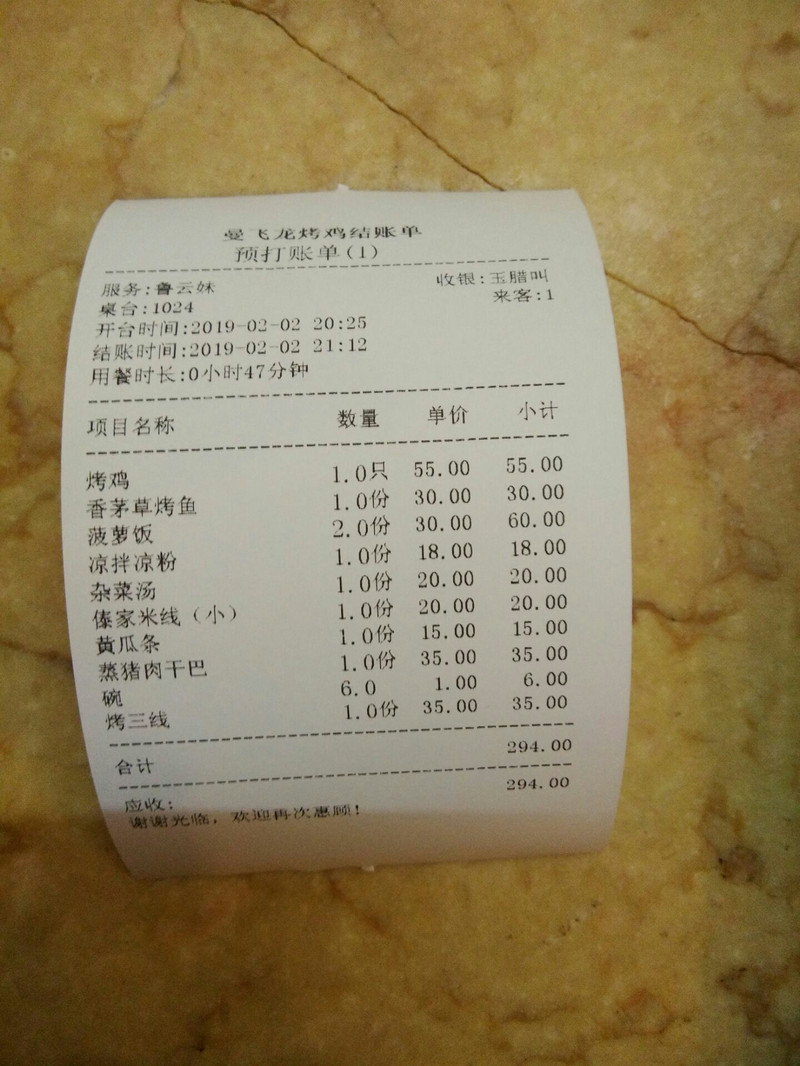 曼飞龙烤鸡结账单
预打账单(1)
服务:鲁云妹 收银:玉腊叫
桌台:1024 来客:1
开台时间:2019-02-02 20:25
结账时间:2019-02-02 21:12
用餐时长:0小时47分钟
项目名称 数量 单价 小计
烤鸡 1.0只 55.00 55.00
香茅草烤鱼 1.0份 30.00 30.00
菠萝饭 2.0份 30.00 60.00
凉拌凉粉 1.0份 18.00 18.00
杂菜汤 1.0份 20.00 20.00
傣家米线（小） 1.0份 20.00 20.00
黄瓜条 1.0份 15.00 15.00
蒸猪肉干巴 1.0份 35.00 35.00
碗 6.0 1.00 6.00
烤三线 1.0份 35.00 35.00
合计 294.00
应收: 294.00
谢谢光临，欢迎再次惠顾!